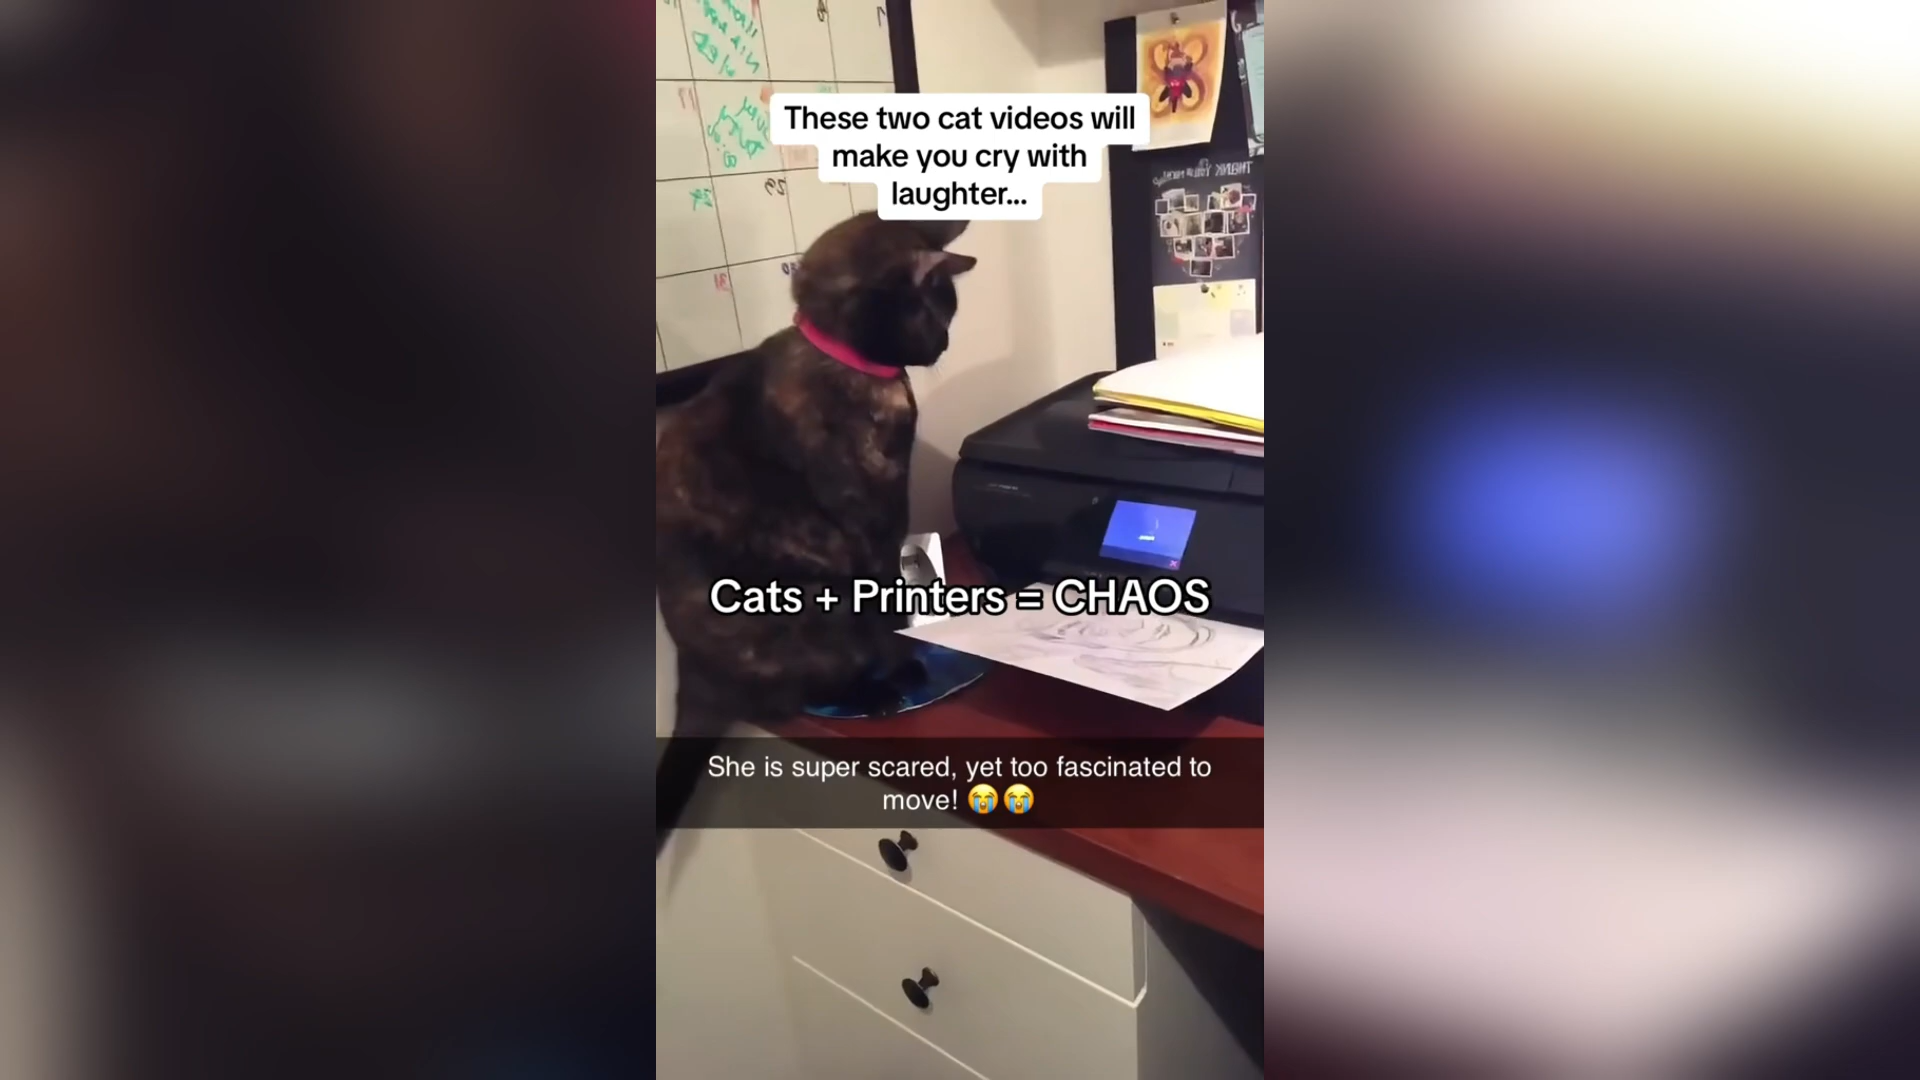 These two cat videos will
make you cry with
laughter...
Cats + Printers = CHAOS
She is super scared, yet too fascinated to
move! 😭😭